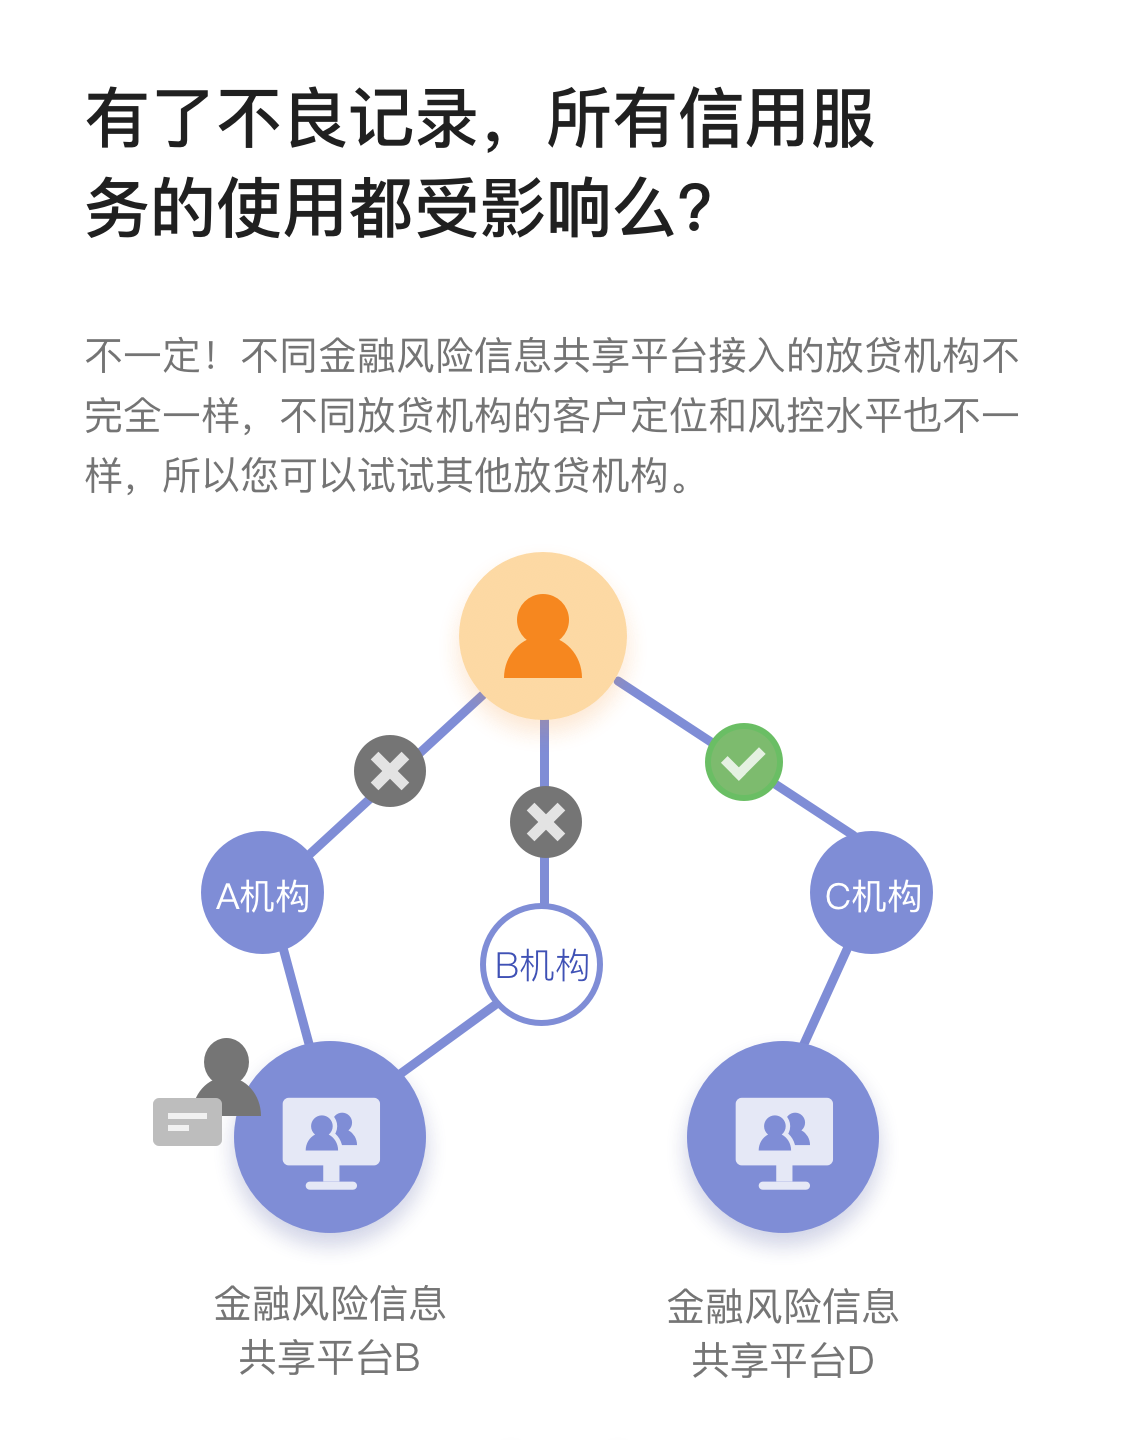 有了不良记录，所有信用服
务的使用都受影响么？
不一定！不同金融风险信息共享平台接入的放贷机构不
完全一样，不同放贷机构的客户定位和风控水平也不一
样，所以您可以试试其他放贷机构。
A机构
C机构
B机构
金融风险信息
共享平台B
金融风险信息
共享平台D